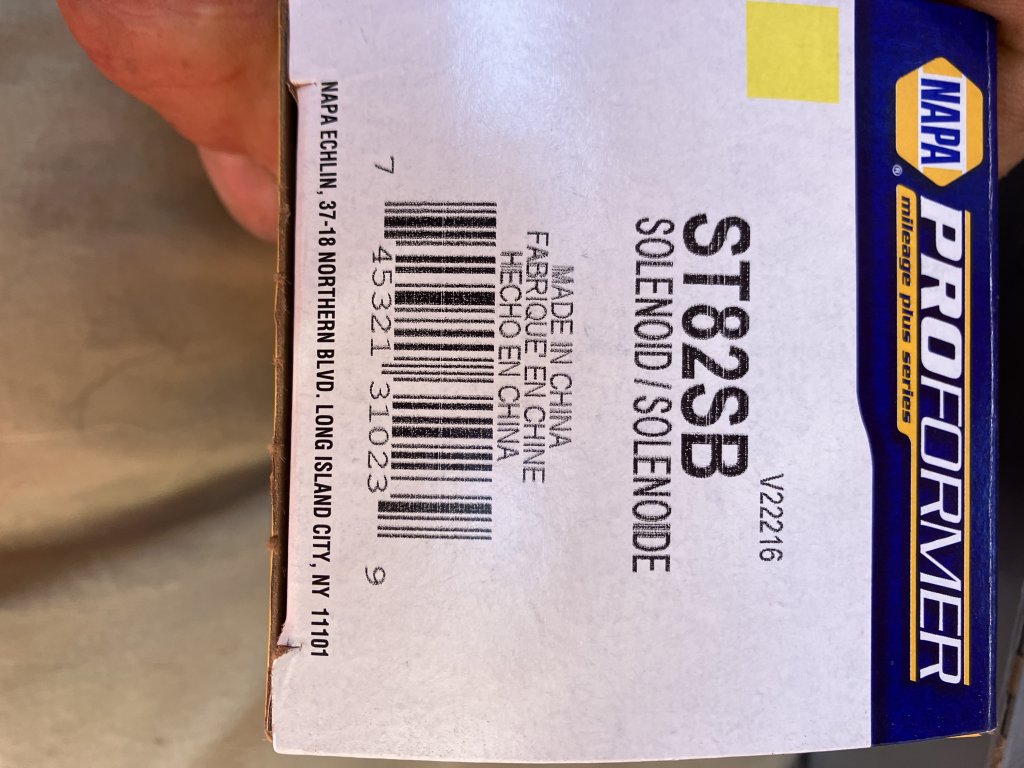 NAPA®
PROFORMER
mileage plus series
V22216
ST82SB
SOLENOID / SOLENOIDE
MADE IN CHINA
FABRIQUE' EN CHINE
HECHO EN CHINA
7 45321 31023 9
NAPA ECHLIN, 37-18 NORTHERN BLVD. LONG ISLAND CITY, NY 11101